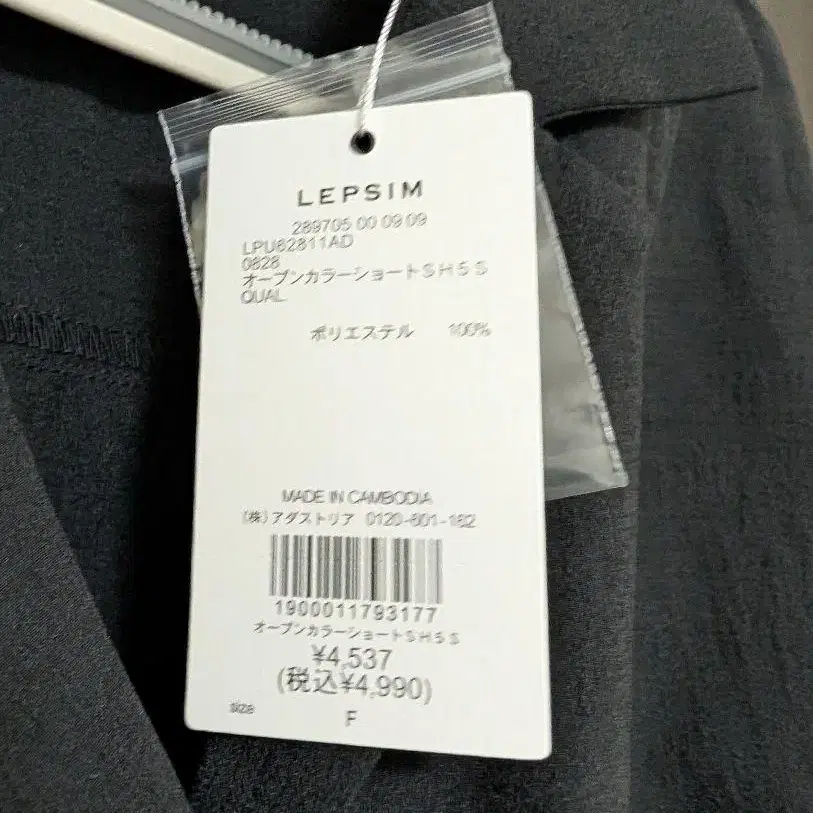 LEPSIM
289705 00 09 09
LPU62811AD
0828
オープンカラーショートSH5S
QUAL
ポリエステル 100%
MADE IN CAMBODIA
(株)アダストリア 0120-601-162
1900011793177
オープンカラーショートSH5S
¥4,537
(税込¥4,990)
size F